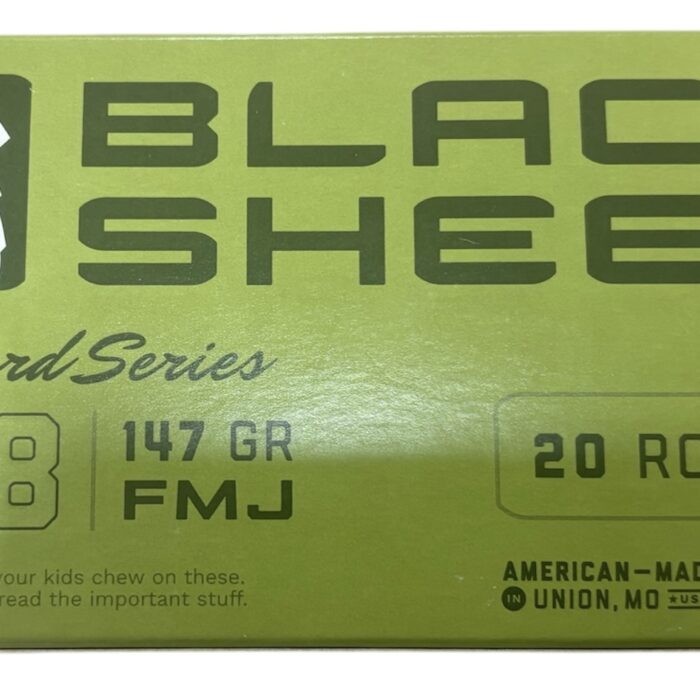 BLAC
SHEE
rd Series
8
147 GR
FMJ
20 RO
your kids chew on these.
read the important stuff.
AMERICAN—MAD
IN UNION, MO ★US